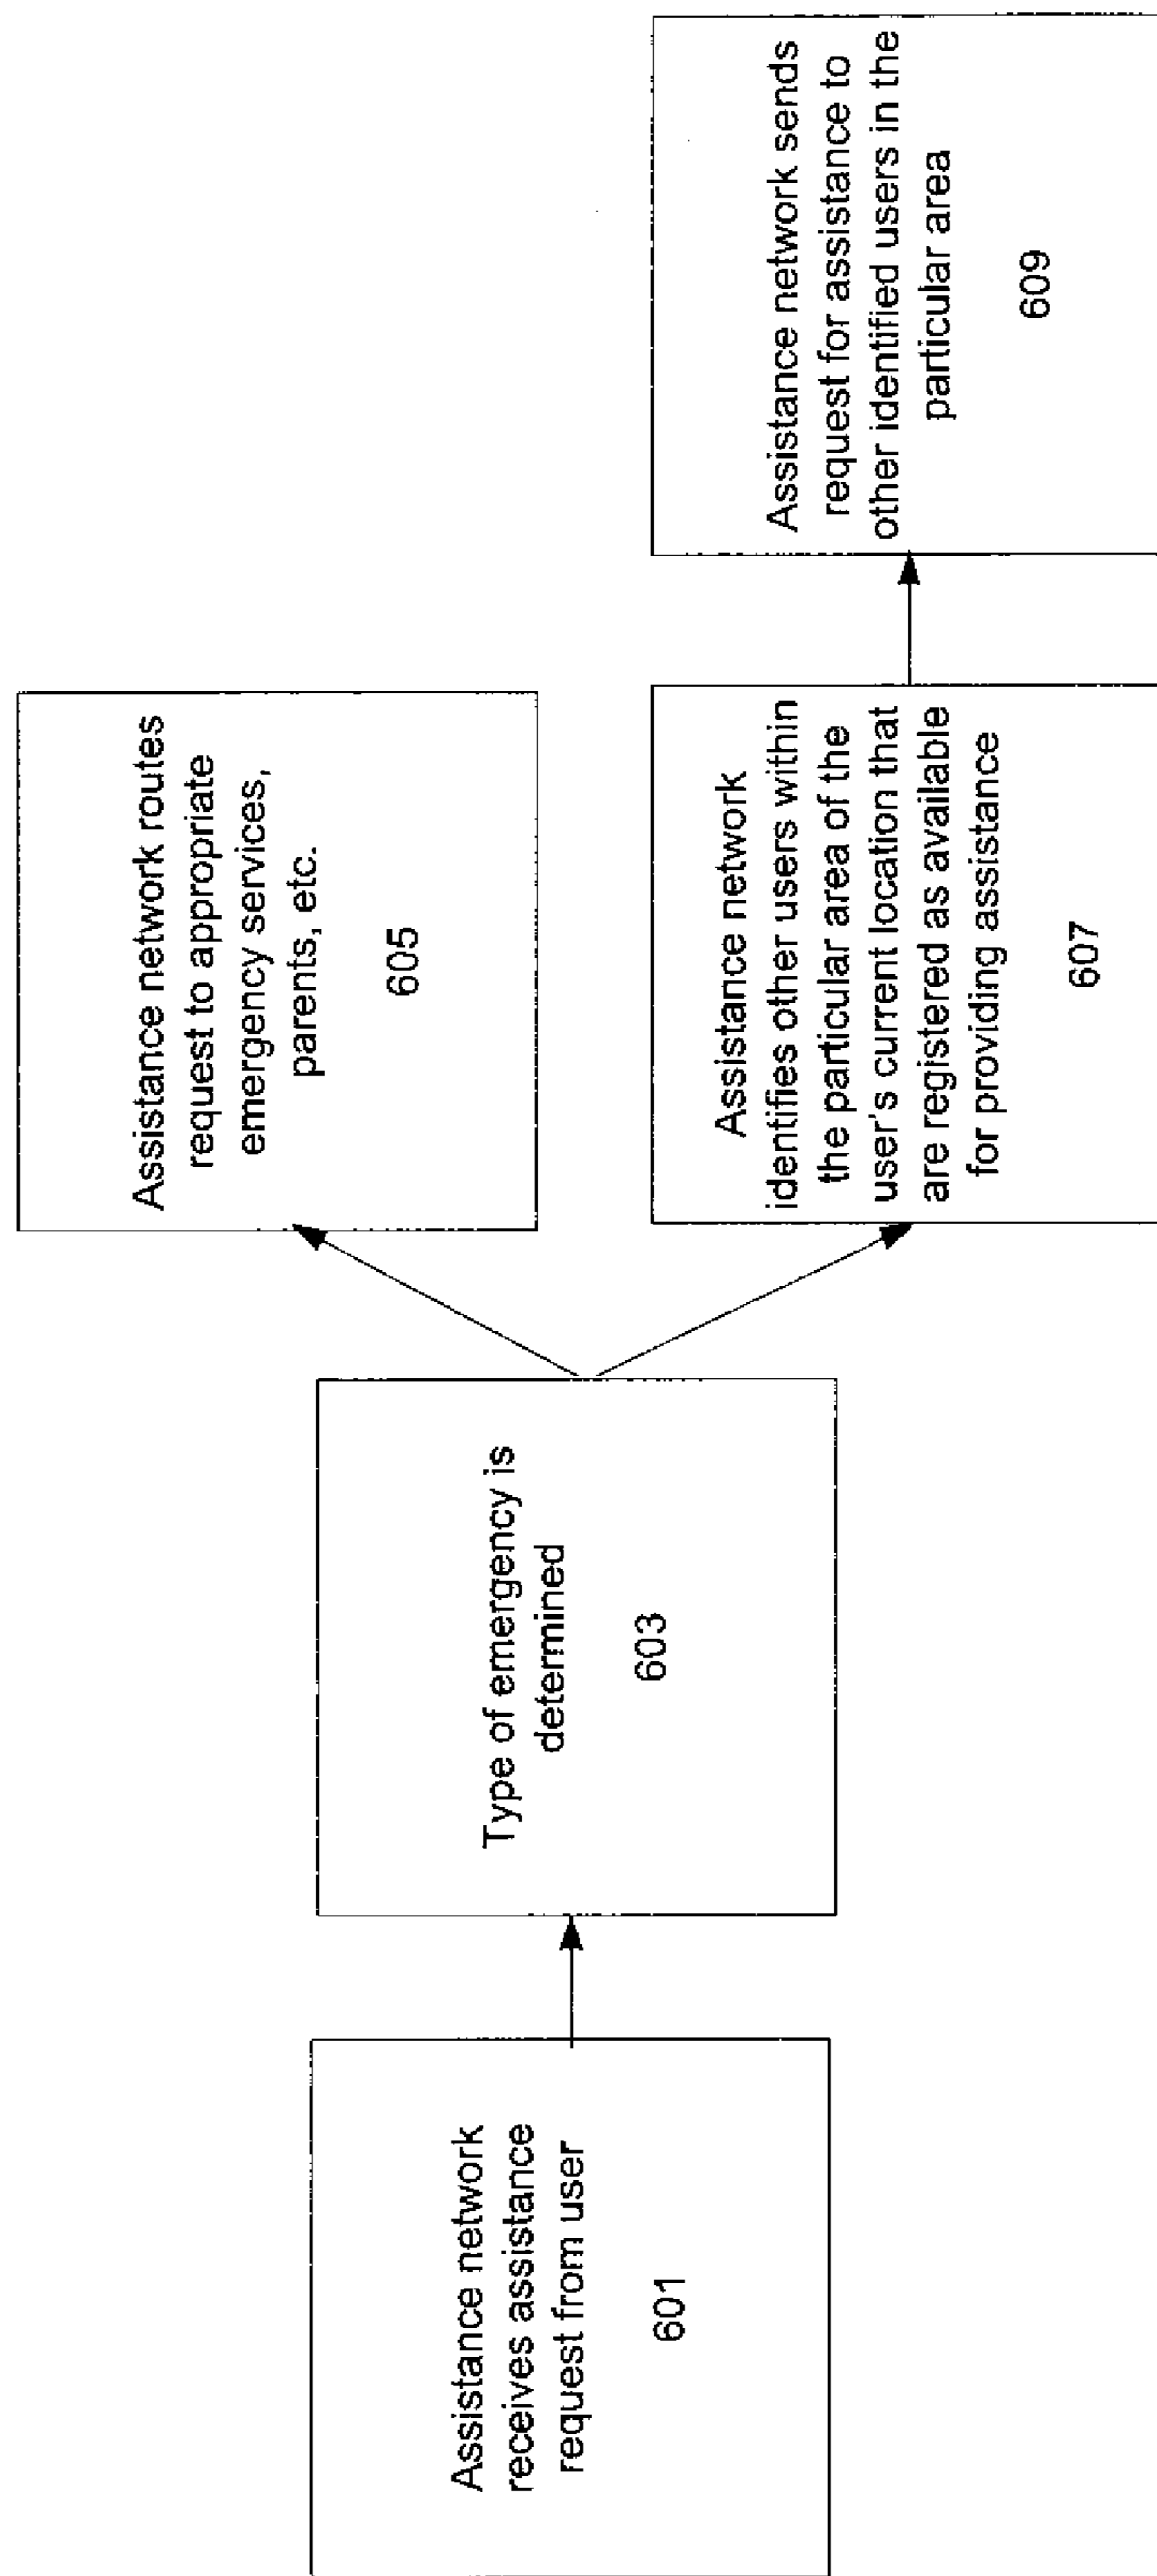 Assistance network
receives assistance
request from user
601
Type of emergency is
determined
603
Assistance network routes
request to appropriate
emergency services,
parents, etc.
605
Assistance network
identifies other users within
the particular area of the
user's current location that
are registered as available
for providing assistance
607
Assistance network sends
request for assistance to
other identified users in the
particular area
609